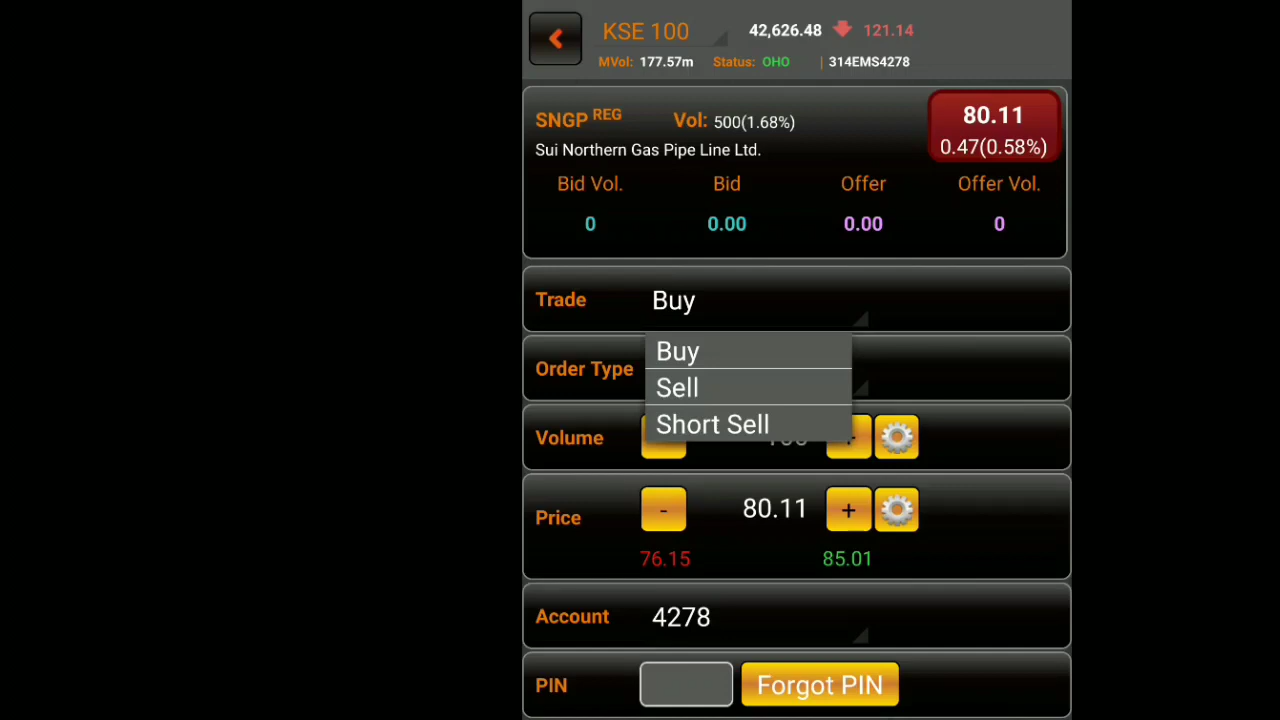 KSE 100 42,626.48 121.14
MVol: 177.57m Status: OHO | 314EMS4278
SNGP REG Vol: 500(1.68%) 80.11
Sui Northern Gas Pipe Line Ltd. 0.47(0.58%)
Bid Vol. Bid Offer Offer Vol.
0 0.00 0.00 0
Trade Buy
Buy
Order Type
Sell
Short Sell
Volume
Price - 80.11 +
76.15 85.01
Account 4278
PIN Forgot PIN